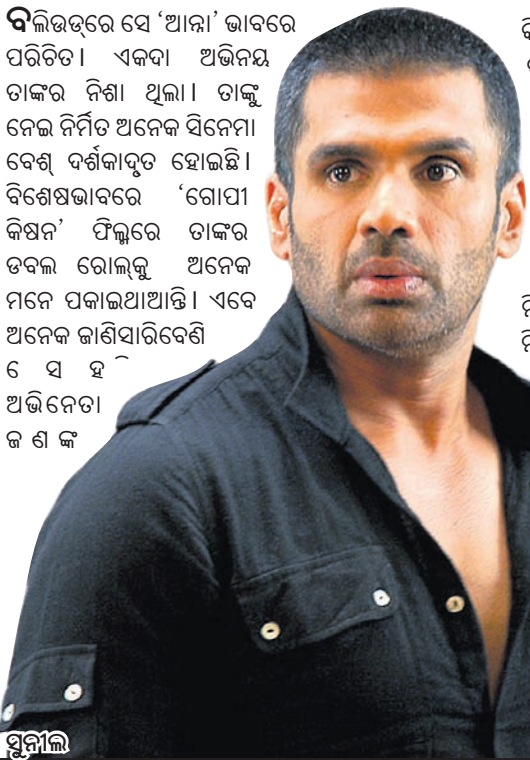 ବଲିଉଡ୍‌ରେ ସେ ‘ଆନ୍ନା’ ଭାବରେ
ପରିଚିତ। ଏକଦା ଅଭିନୟ
ତାଙ୍କର ନିଶା ଥିଲା। ତାଙ୍କୁ
ନେଇ ନିର୍ମିତ ଅନେକ ସିନେମା
ବେଶ୍ ଦର୍ଶକାଦୃତ ହୋଇଛି।
ବିଶେଷଭାବରେ ‘ଗୋପୀ
କିଷନ’ ଫିଲ୍ମରେ ତାଙ୍କର
ଡବଲ ରୋଲ୍‌କୁ ଅନେକ
ମନେ ପକାଇଥାଆନ୍ତି। ଏବେ
ଅନେକ ଜାଣିସାରିବେଣି
ସେ ହି
ଅଭିନେତା
ଜଣଙ୍କ
ସୁନୀଲ